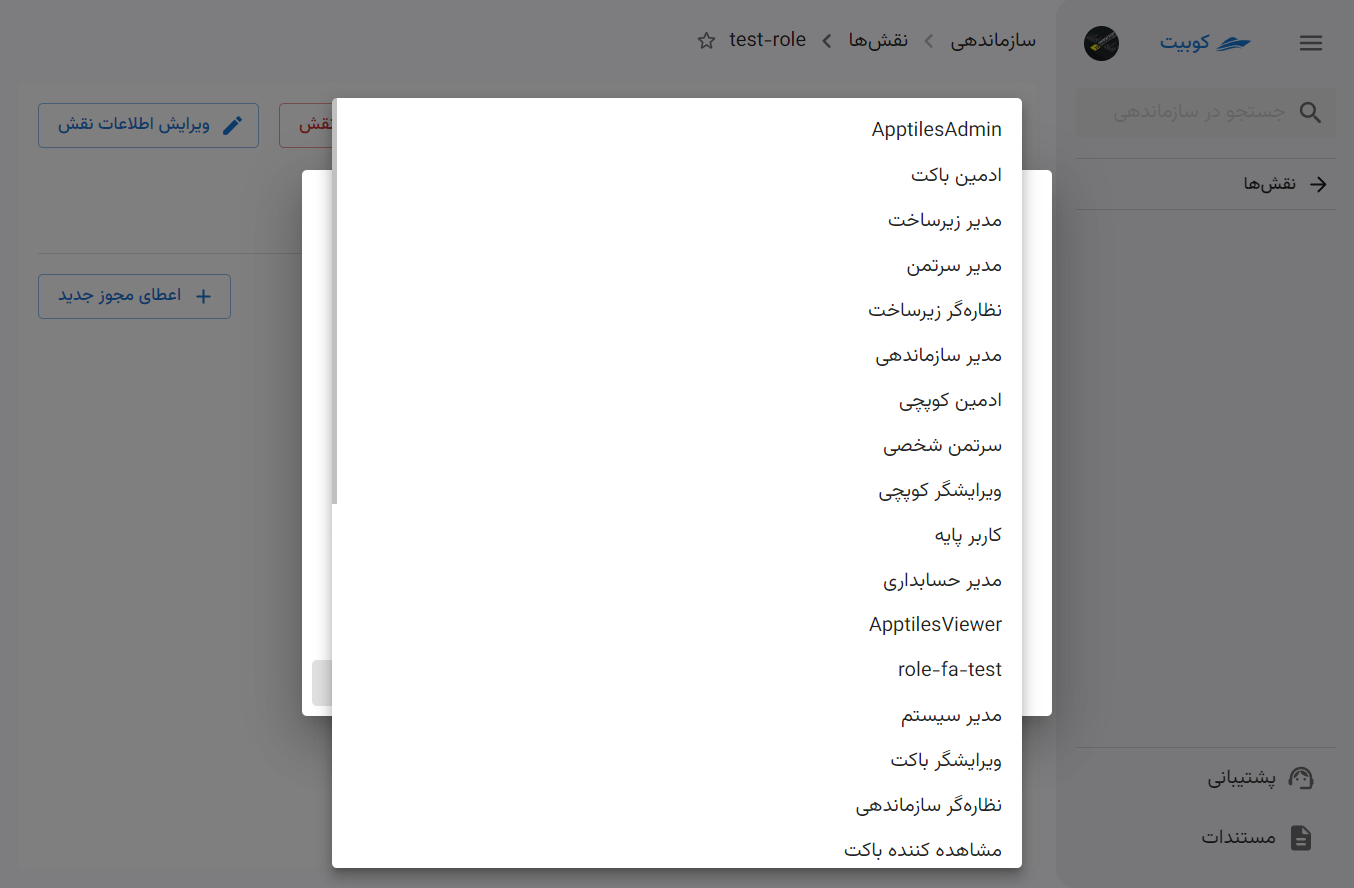 کوبیت
سازماندهی
نقش‌ها
test-role
جستجو در سازماندهی
نقش‌ها
نقش
ویرایش اطلاعات نقش
اعطای مجوز جدید
ApptilesAdmin
ادمین باکت
مدیر زیرساخت
مدیر سرتمن
نظاره‌گر زیرساخت
مدیر سازماندهی
ادمین کوپچی
سرتمن شخصی
ویرایشگر کوپچی
کاربر پایه
مدیر حسابداری
ApptilesViewer
role-fa-test
مدیر سیستم
ویرایشگر باکت
نظاره‌گر سازماندهی
مشاهده کننده باکت
پشتیبانی
مستندات